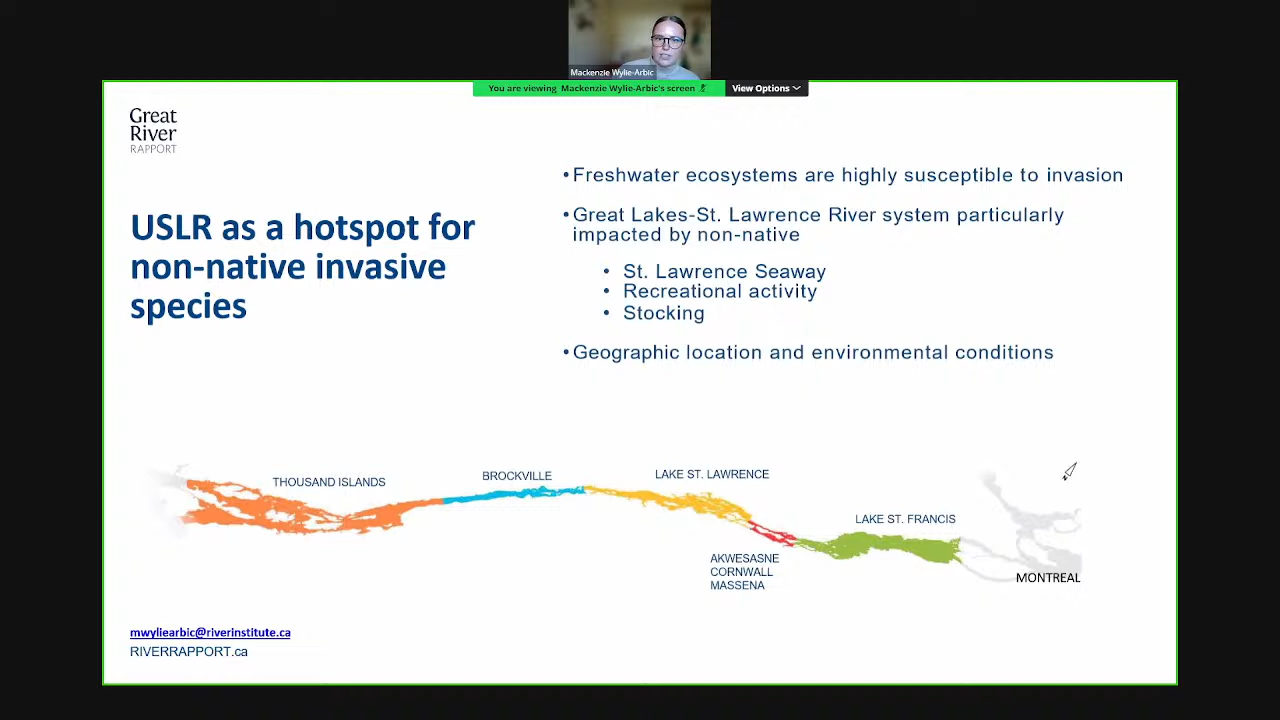 Mackenzie Wylie-Arbic
You are viewing Mackenzie Wylie-Arbic's screen
View Options
Great
River
RAPPORT
USLR as a hotspot for
non-native invasive
species
•Freshwater ecosystems are highly susceptible to invasion
•Great Lakes-St. Lawrence River system particularly
impacted by non-native
• St. Lawrence Seaway
• Recreational activity
• Stocking
•Geographic location and environmental conditions
THOUSAND ISLANDS
BROCKVILLE
LAKE ST. LAWRENCE
LAKE ST. FRANCIS
AKWESASNE
CORNWALL
MASSENA
MONTREAL
mwyliearbic@riverinstitute.ca
RIVERRAPPORT.ca